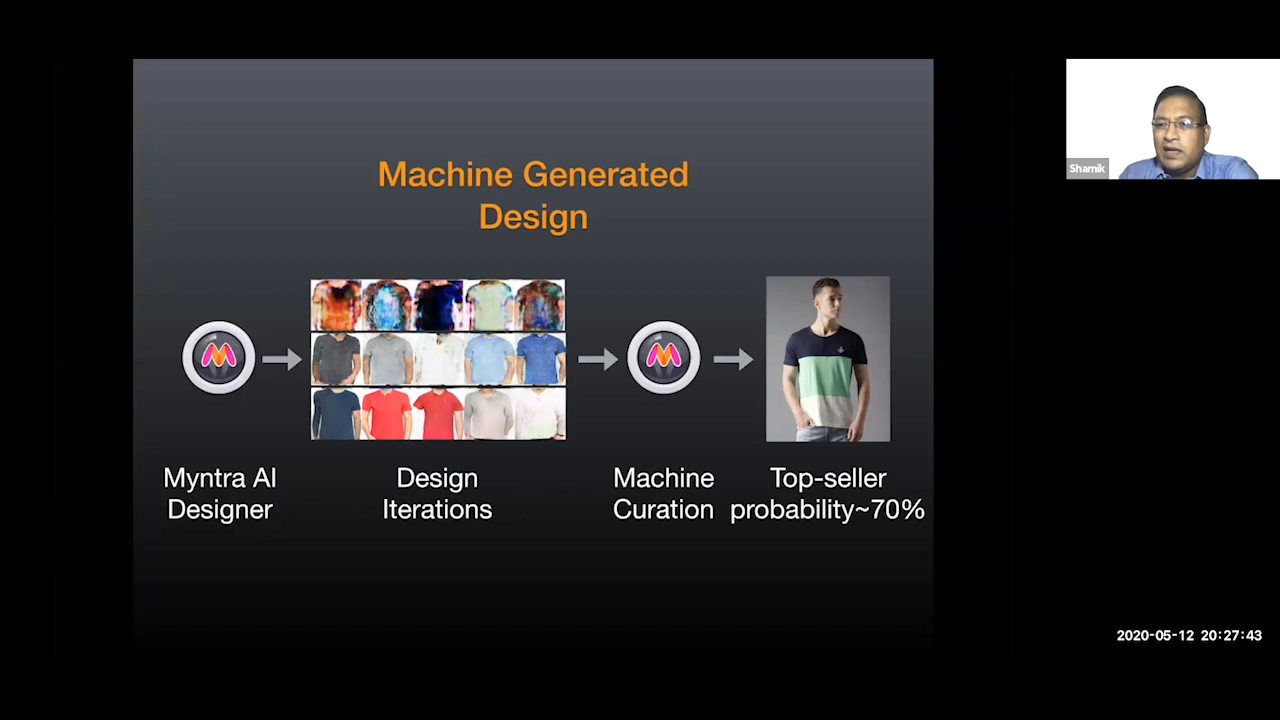 Machine Generated
Design
Myntra AI
Designer
Design
Iterations
Machine
Curation
Top-seller
probability~70%
Shamik
2020-05-12 20:27:43